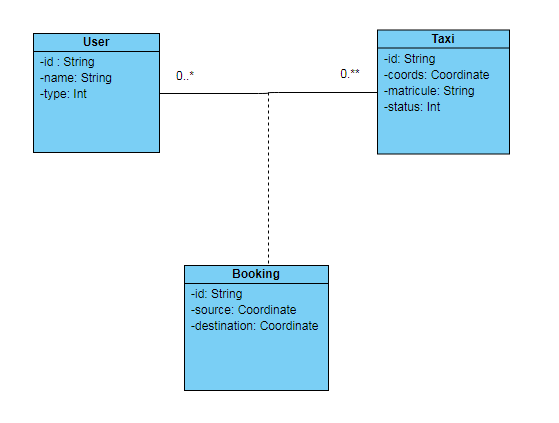 User
-id : String
-name: String
-type: Int
0..*
0.**
Taxi
-id: String
-coords: Coordinate
-matricule: String
-status: Int
Booking
-id: String
-source: Coordinate
-destination: Coordinate